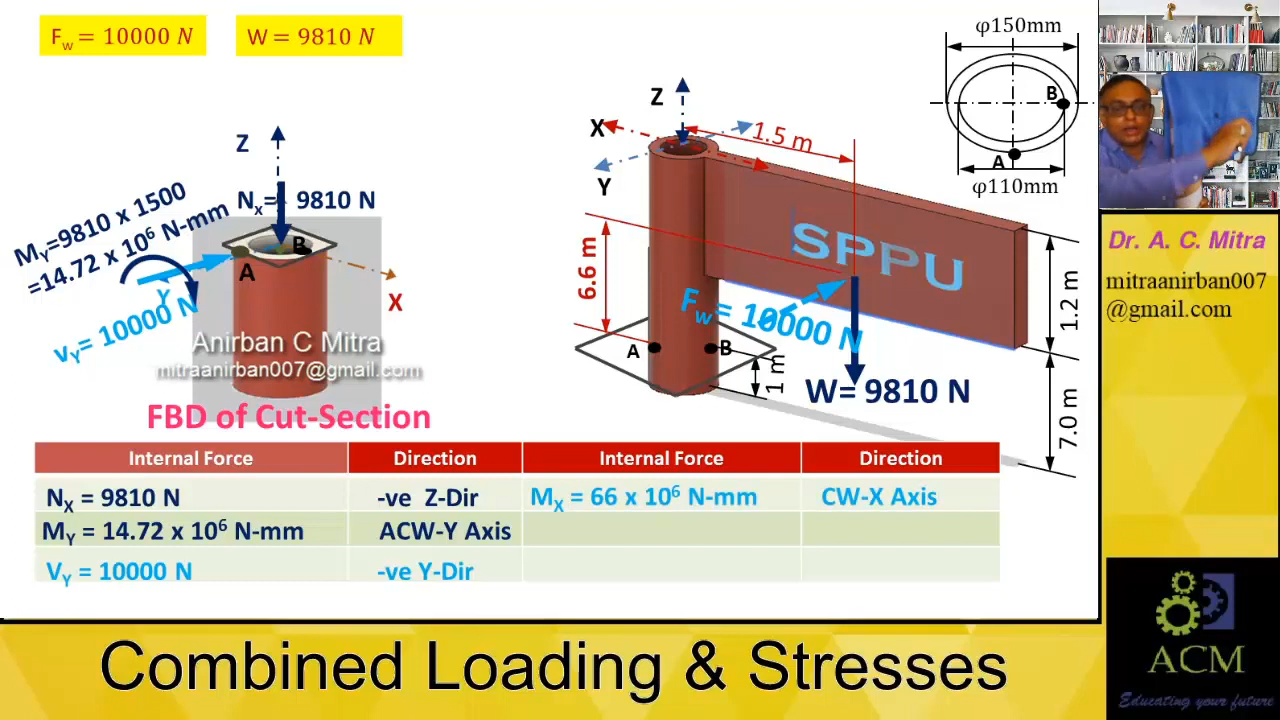 F_w = 10000 N
W = 9810 N
φ150mm
B
A
φ110mm
Z
X
Y
1.5 m
SPPU
6.6 m
F_w = 10000 N
1.2 m
A
B
1 m
W= 9810 N
7.0 m
Z
N_x= 9810 N
M_Y=9810 x 1500
=14.72 x 10⁶ N-mm
B
A
Y
X
v_Y= 10000 N
Anirban C Mitra
mitraanirban007@gmail.com
FBD of Cut-Section
Internal Force Direction Internal Force Direction
N_X = 9810 N -ve Z-Dir M_X = 66 x 10⁶ N-mm CW-X Axis
M_Y = 14.72 x 10⁶ N-mm ACW-Y Axis
V_Y = 10000 N -ve Y-Dir
Dr. A. C. Mitra
mitraanirban007
@gmail.com
Combined Loading & Stresses
ACM
Educating your future